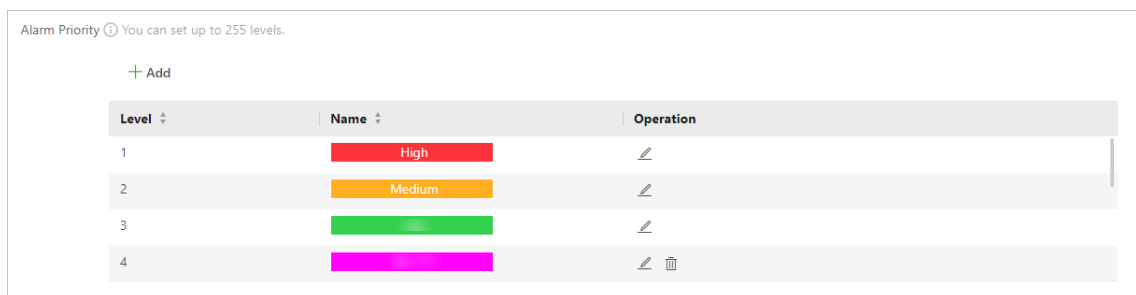 Alarm Priority You can set up to 255 levels.
+ Add
Level Name Operation
1 High
2 Medium
3
4